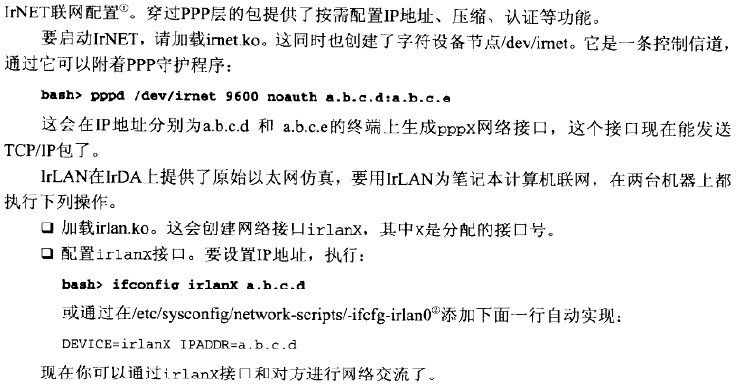 IrNET联网配置①。穿过PPP层的包提供了按需配置IP地址、压缩、认证等功能。
要启动IrNET，请加载irnet.ko。这同时也创建了字符设备节点/dev/irnet。它是一条控制信道，
通过它可以附着PPP守护程序：
bash> pppd /dev/irnet 9600 noauth a.b.c.d:a.b.c.e
这会在IP地址分别为a.b.c.d 和 a.b.c.e的终端上生成pppX网络接口，这个接口现在能发送
TCP/IP包了。
IrLAN在IrDA上提供了原始以太网仿真，要用IrLAN为笔记本计算机联网，在两台机器上都
执行下列操作。
❑ 加载irlan.ko。这会创建网络接口irlanX，其中X是分配的接口号。
❑ 配置irlanX接口。要设置IP地址，执行：
bash> ifconfig irlanX a.b.c.d
或通过在/etc/sysconfig/network-scripts/-ifcfg-irlan0②添加下面一行自动实现：
DEVICE=irlanX IPADDR=a.b.c.d
现在你可以通过irlanX接口和对方进行网络交流了。